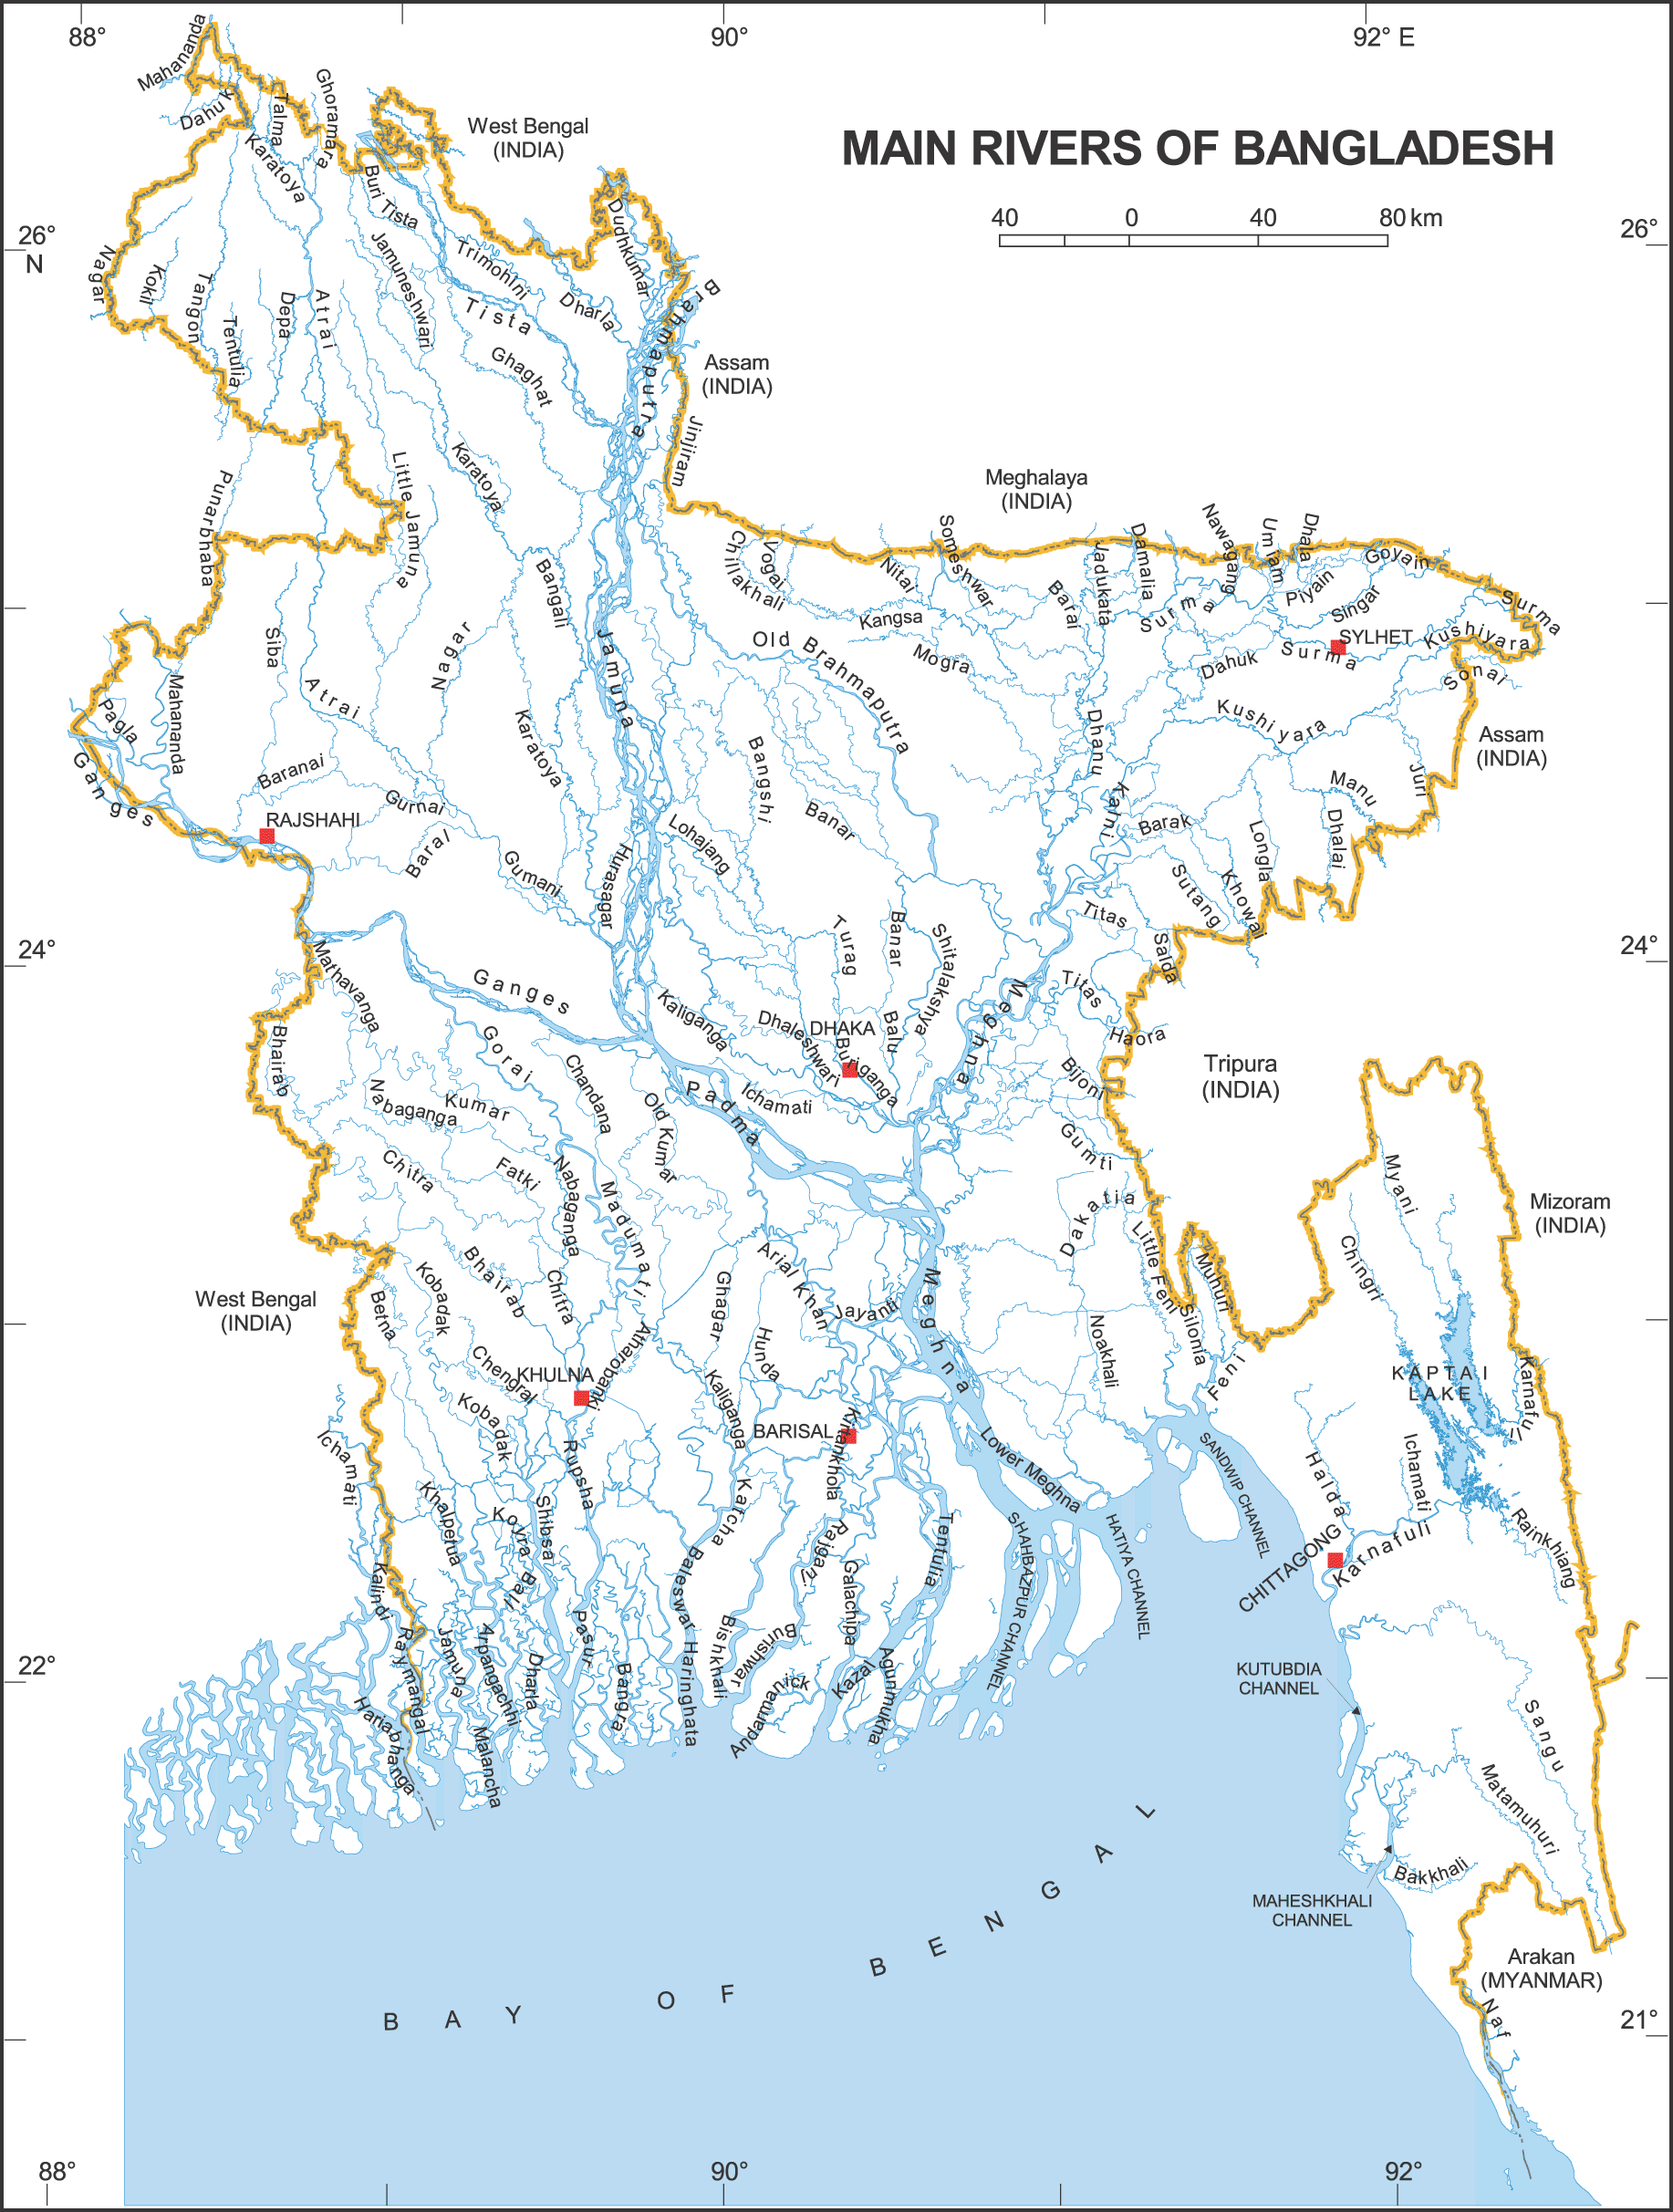 88°
90°
92° E
MAIN RIVERS OF BANGLADESH
40 0 40 80 km
26°
N
26°
24°
24°
22°
21°
88°
90°
92°
West Bengal
(INDIA)
Assam
(INDIA)
Meghalaya
(INDIA)
Assam
(INDIA)
Tripura
(INDIA)
Mizoram
(INDIA)
West Bengal
(INDIA)
Arakan
(MYANMAR)
Mahananda
Dahuk
Talma
Ghoramara
Karatoya
Buri Tista
Jamuneshwari
Trimohini
Tista
Dharla
Dudhkumar
Brahmaputra
Nagar
Kokil
Tangon
Tentulia
Depa
Atrai
Ghaghat
Jinjiram
Karatoya
Little Jamuna
Punarbhaba
Bangali
Jamuna
Chillakhali
Vogai
Nitai
Someshwar
Kangsa
Mogra
Barai
Jadukata
Damalia
Nawagang
Umiam
Dhala
Piyain
Goyain
Singar
Surma
Surma
SYLHET
Surma
Kushiyara
Sonai
Dahuk
Kushiyara
Old Brahmaputra
Siba
Atrai
Nagar
Mahananda
Pagla
Ganges
RAJSHAHI
Baranai
Gurnai
Baral
Gumani
Karatoya
Hurasagar
Lohajang
Bangshi
Banar
Dhanu
Kalni
Barak
Sutang
Khowai
Longla
Manu
Dhalai
Juri
Titas
Salda
Titas
Haora
Bijoni
Gumti
Meghna
Turag
Banar
Shitalakshya
Balu
DHAKA
Buriganga
Dhaleshwari
Kaliganga
Ichamati
Padma
Ganges
Mathavanga
Bhairab
Gorai
Chandana
Kumar
Nabaganga
Old Kumar
Chitra
Fatki
Nabaganga
Madumati
Bhairab
Chitra
Kobadak
Betna
Chengral
KHULNA
Atharobanki
Kobadak
Rupsha
Ichamati
Khalpetua
Koyra
Shibsa
Bali
Kalindi
Raymangal
Jamuna
Arpangachhi
Dharla
Pasur
Bangra
Hariabhanga
Malancha
Arial Khan
Jayanti
Ghagar
Hunda
Kaliganga
BARISAL
Kirtankhola
Katcha
Baleswar
Haringhata
Bishkhali
Burishwar
Rajganj
Galachipa
Andarmanick
Kazal
Agunmukha
Tentulia
Meghna
Lower Meghna
SHAHBAZPUR CHANNEL
HATIYA CHANNEL
SANDWIP CHANNEL
Dakatia
Little Feni
Muhuri
Silonia
Feni
Noakhali
Myani
Chingri
KAPTAI
LAKE
Karnafuli
Halda
Ichamati
Karnafuli
Rainkhiang
CHITTAGONG
KUTUBDIA
CHANNEL
Sangu
Matamuhuri
Bakkhali
MAHESHKHALI
CHANNEL
Naf
BAY OF BENGAL